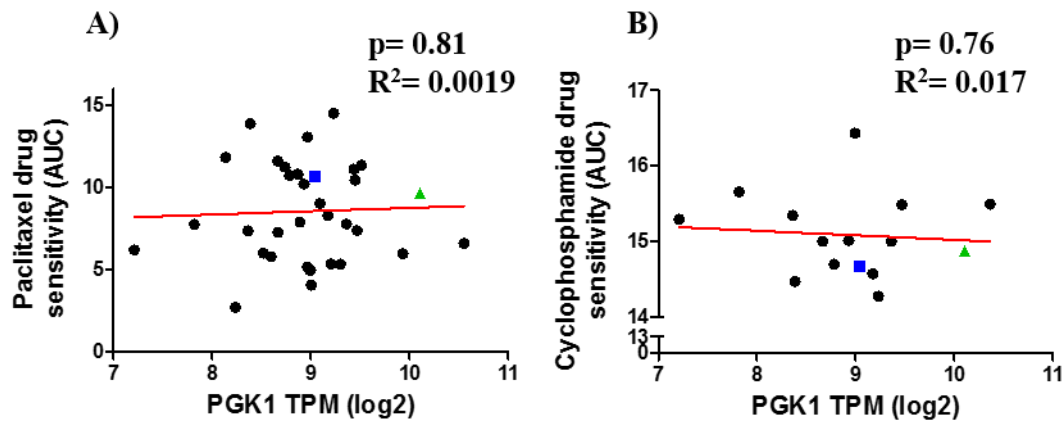 A)
p= 0.81
R²= 0.0019
Paclitaxel drug
sensitivity (AUC)
15
10
5
0
7
8
9
10
11
PGK1 TPM (log2)
B)
p= 0.76
R²= 0.017
Cyclophosphamide drug
sensitivity (AUC)
17
16
15
14
13
0
7
8
9
10
11
PGK1 TPM (log2)